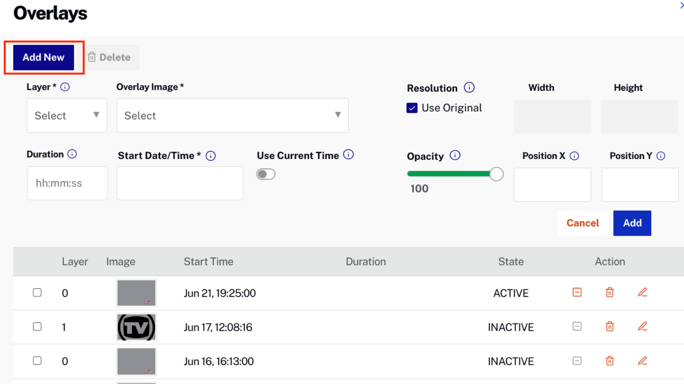 Overlays
Add New Delete
Layer * Overlay Image * Resolution Width Height
Select Select Use Original
Duration Start Date/Time * Use Current Time Opacity Position X Position Y
hh:mm:ss 100
Cancel Add
Layer Image Start Time Duration State Action
0 Jun 21, 19:25:00 ACTIVE
1 TV Jun 17, 12:08:16 INACTIVE
0 Jun 16, 16:13:00 INACTIVE